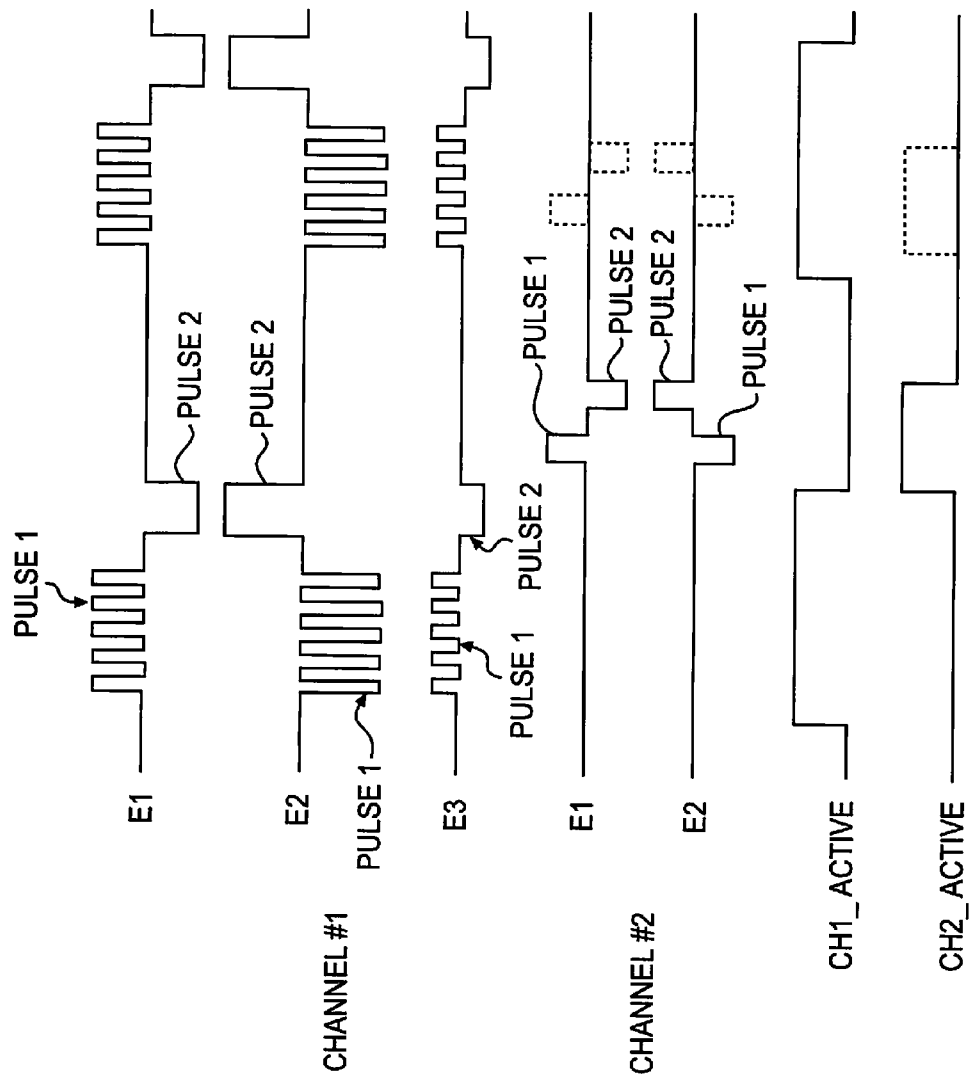 PULSE 1
E1
PULSE 2
E2
PULSE 1
PULSE 2
CHANNEL #1
E3
PULSE 1
PULSE 2
E1
PULSE 1
PULSE 2
CHANNEL #2
E2
PULSE 2
PULSE 1
CH1_ACTIVE
CH2_ACTIVE